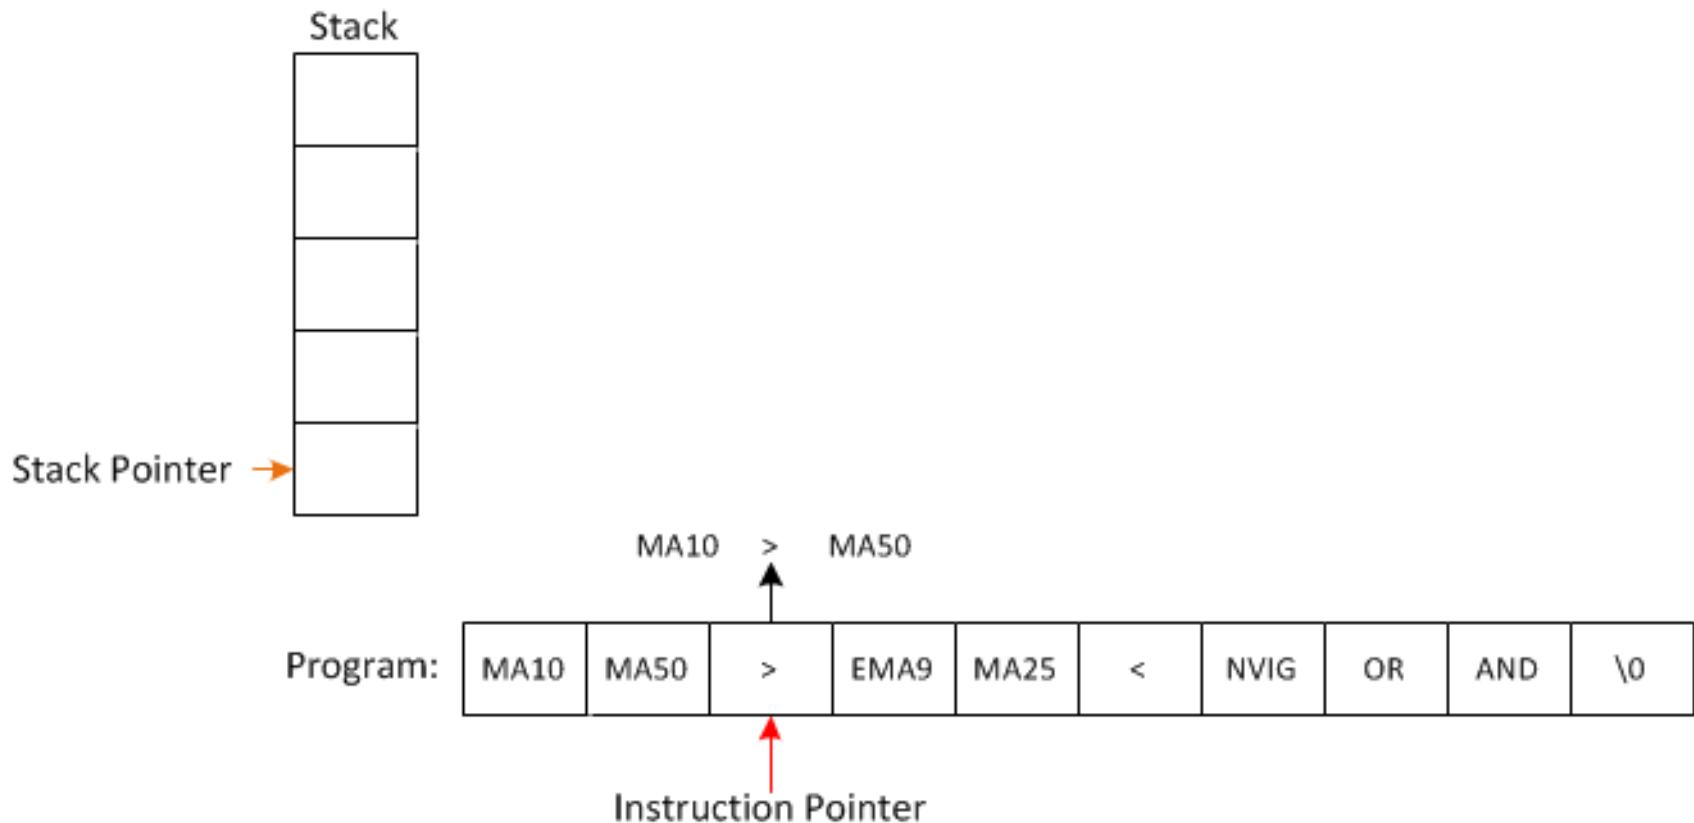 Stack
Stack Pointer
MA10 > MA50
Program: MA10 MA50 > EMA9 MA25 < NVIG OR AND \0
Instruction Pointer